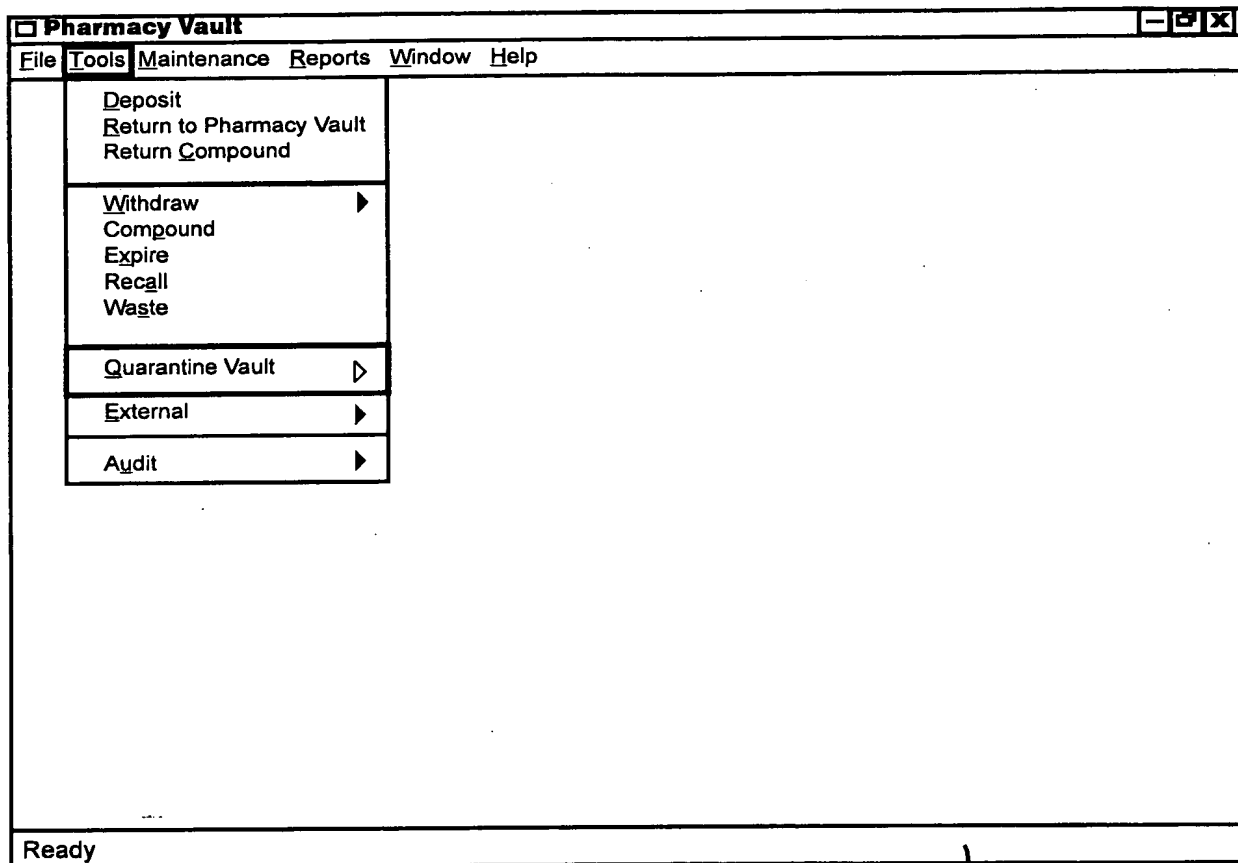 Pharmacy Vault
File Tools Maintenance Reports Window Help
Deposit
Return to Pharmacy Vault
Return Compound
Withdraw
Compound
Expire
Recall
Waste
Quarantine Vault
External
Audit
Ready